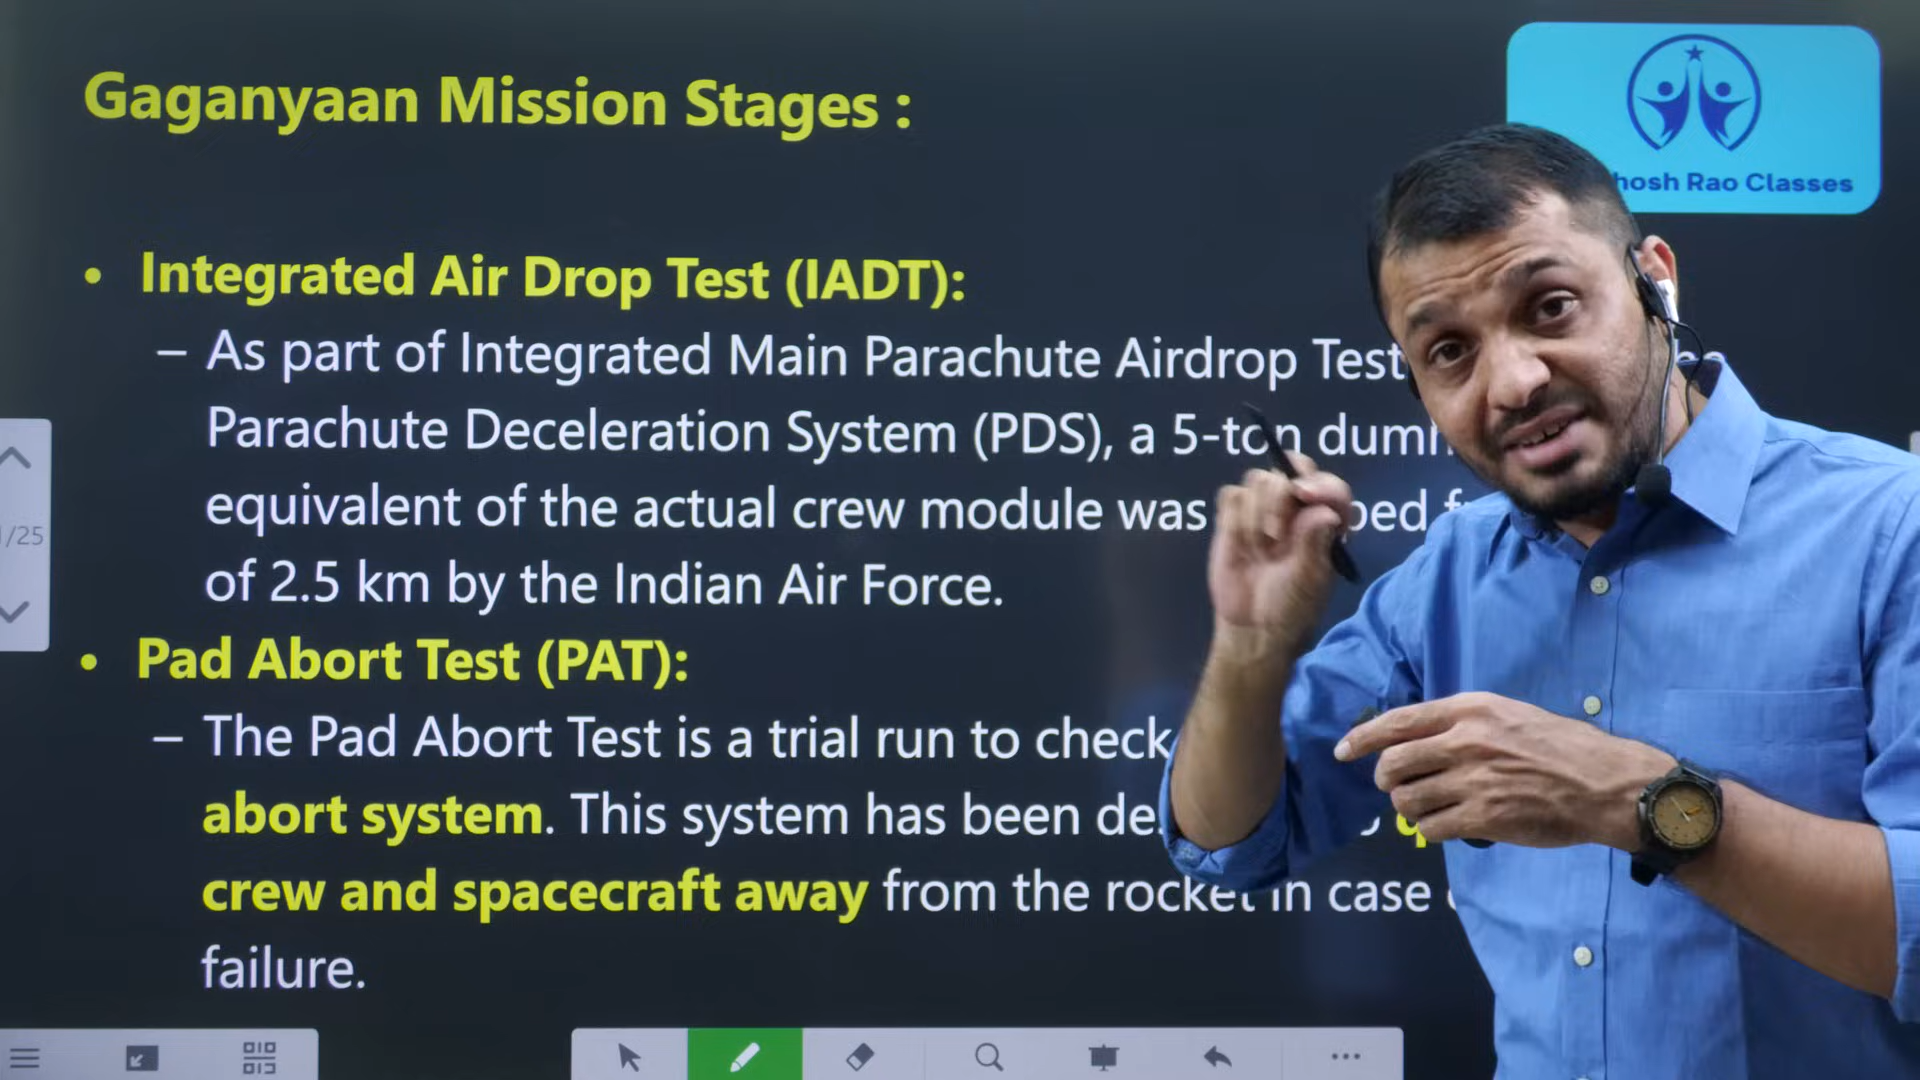 Gaganyaan Mission Stages :
hosh Rao Classes
• Integrated Air Drop Test (IADT):
– As part of Integrated Main Parachute Airdrop Test
Parachute Deceleration System (PDS), a 5-ton
equivalent of the actual crew module was
of 2.5 km by the Indian Air Force.
• Pad Abort Test (PAT):
– The Pad Abort Test is a trial run to check
abort system. This system has been
crew and spacecraft away from the rocket in case
failure.
/25